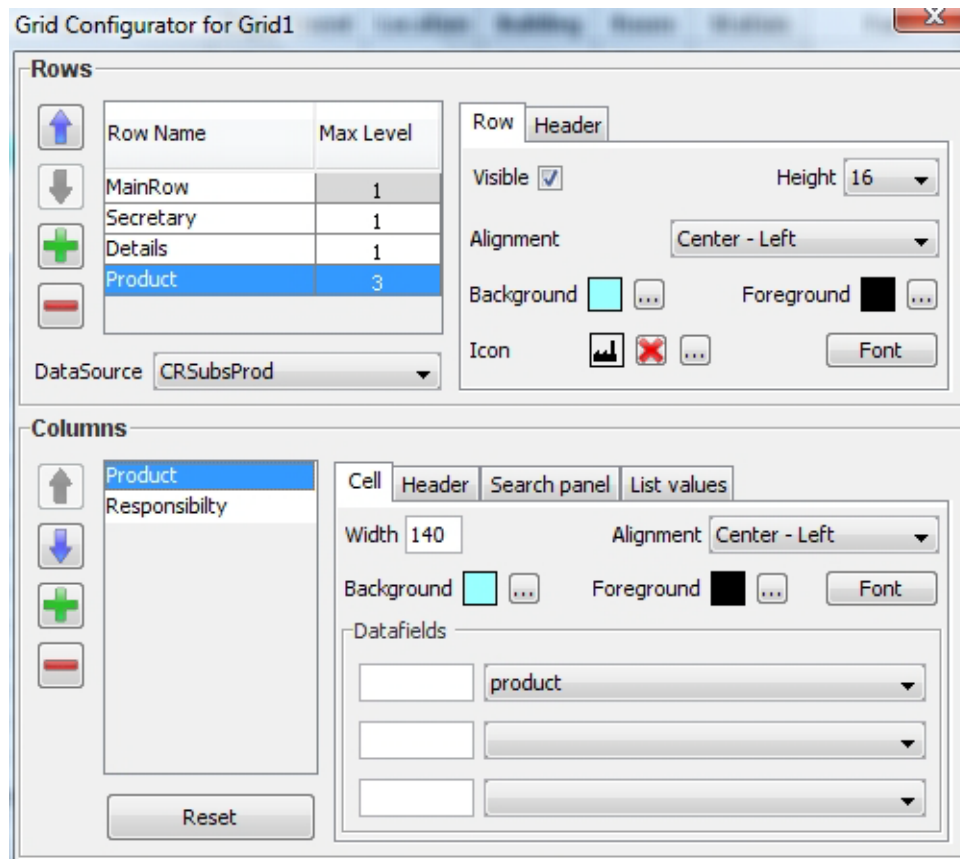 Grid Configurator for Grid1
Rows
Row Name Max Level
MainRow 1
Secretary 1
Details 1
Product 3
DataSource CRSubsProd
Row Header
Visible Height 16
Alignment Center - Left
Background ... Foreground ...
Icon ... Font
Columns
Product
Responsibilty
Reset
Cell Header Search panel List values
Width 140 Alignment Center - Left
Background ... Foreground ... Font
Datafields
product